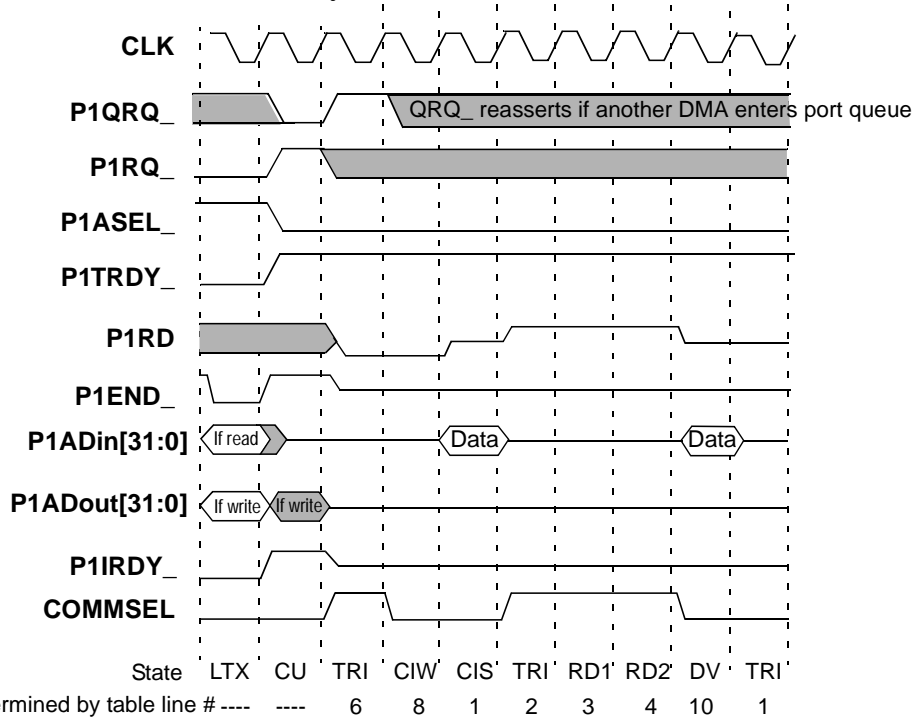 CLK
P1QRQ_
QRQ_ reasserts if another DMA enters port queue
P1RQ_
P1ASEL_
P1TRDY_
P1RD
P1END_
P1ADin[31:0] If read Data Data
P1ADout[31:0] If write If write
P1IRDY_
COMMSEL
State LTX CU TRI CIW CIS TRI RD1 RD2 DV TRI
ermined by table line # ---- ---- 6 8 1 2 3 4 10 1